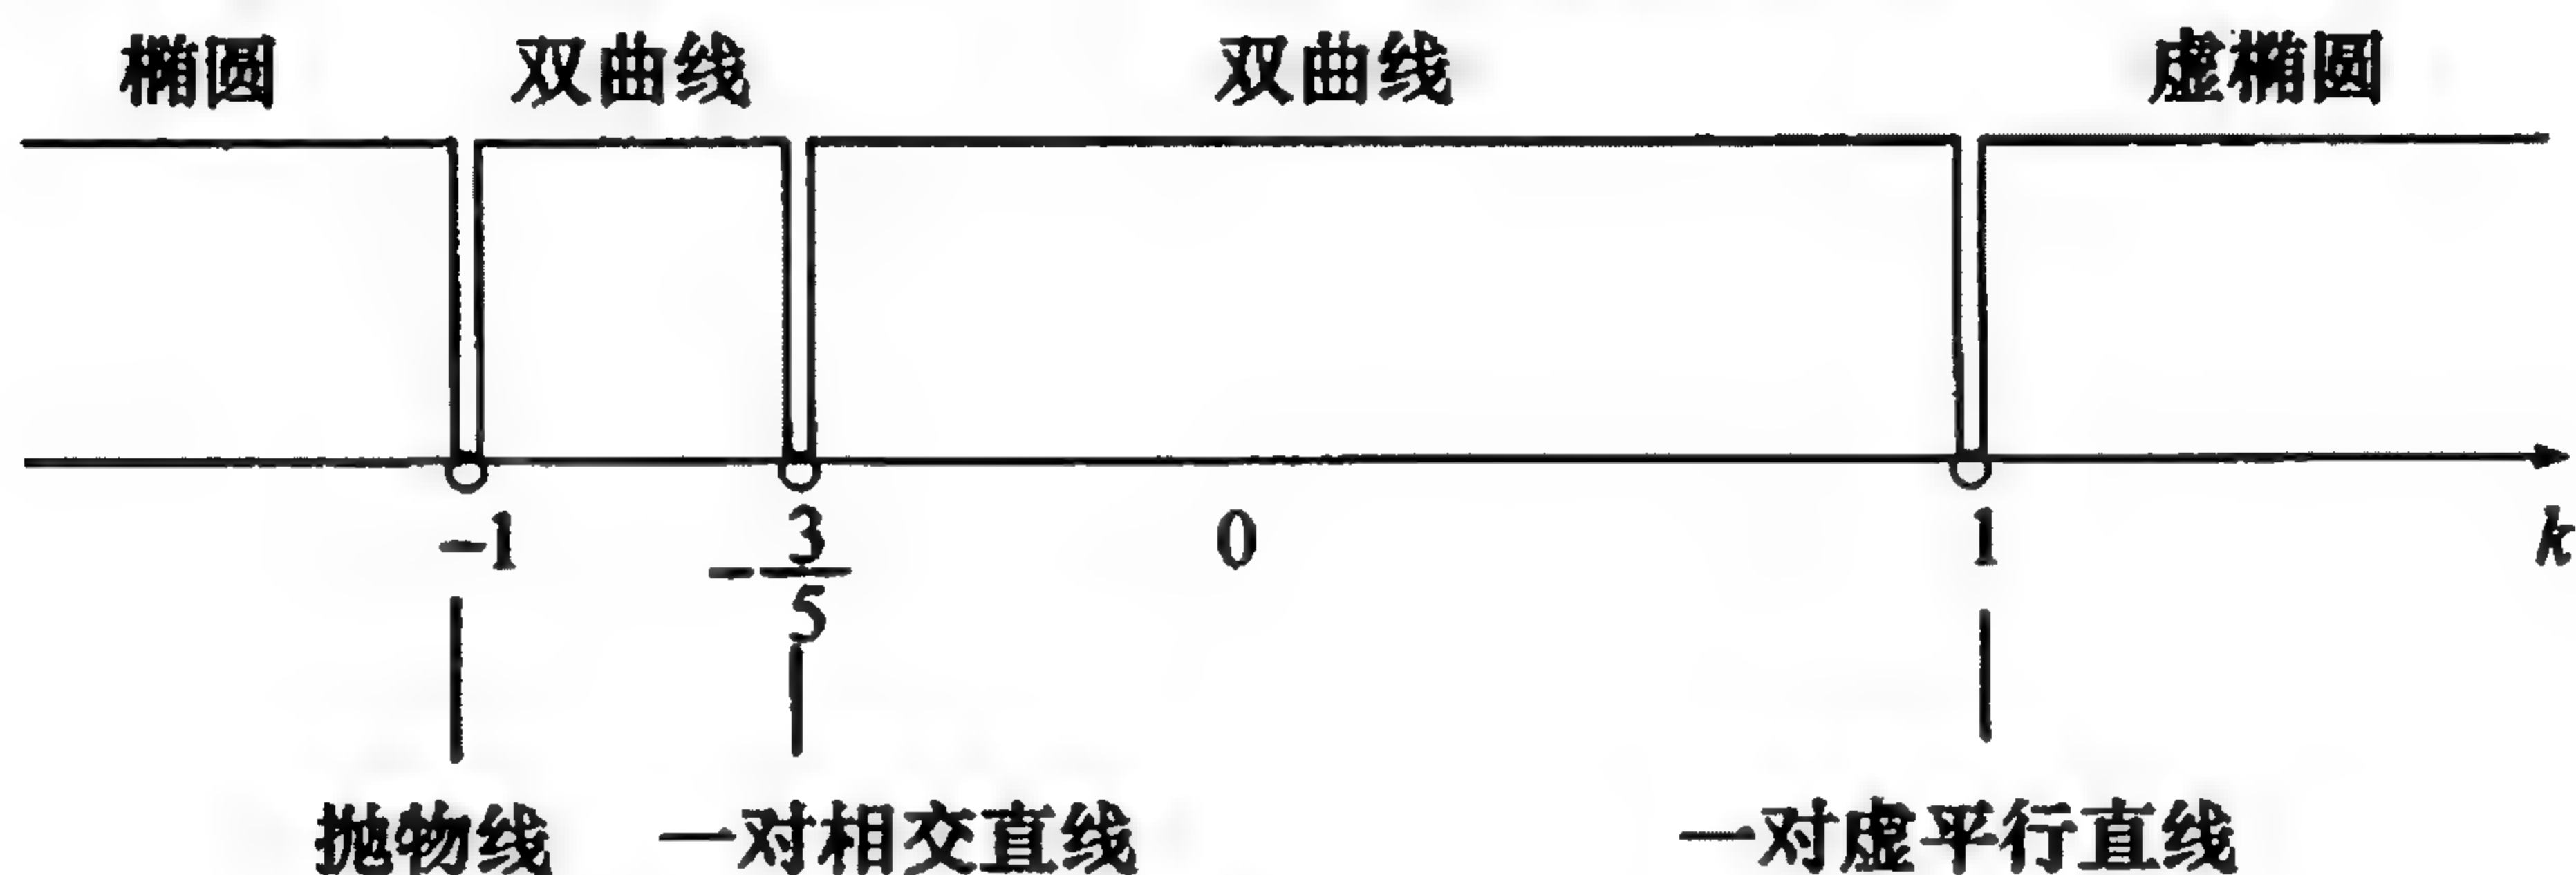 椭圆 双曲线 双曲线 虚椭圆
-1 -3/5 0 1 k
抛物线 一对相交直线 一对虚平行直线